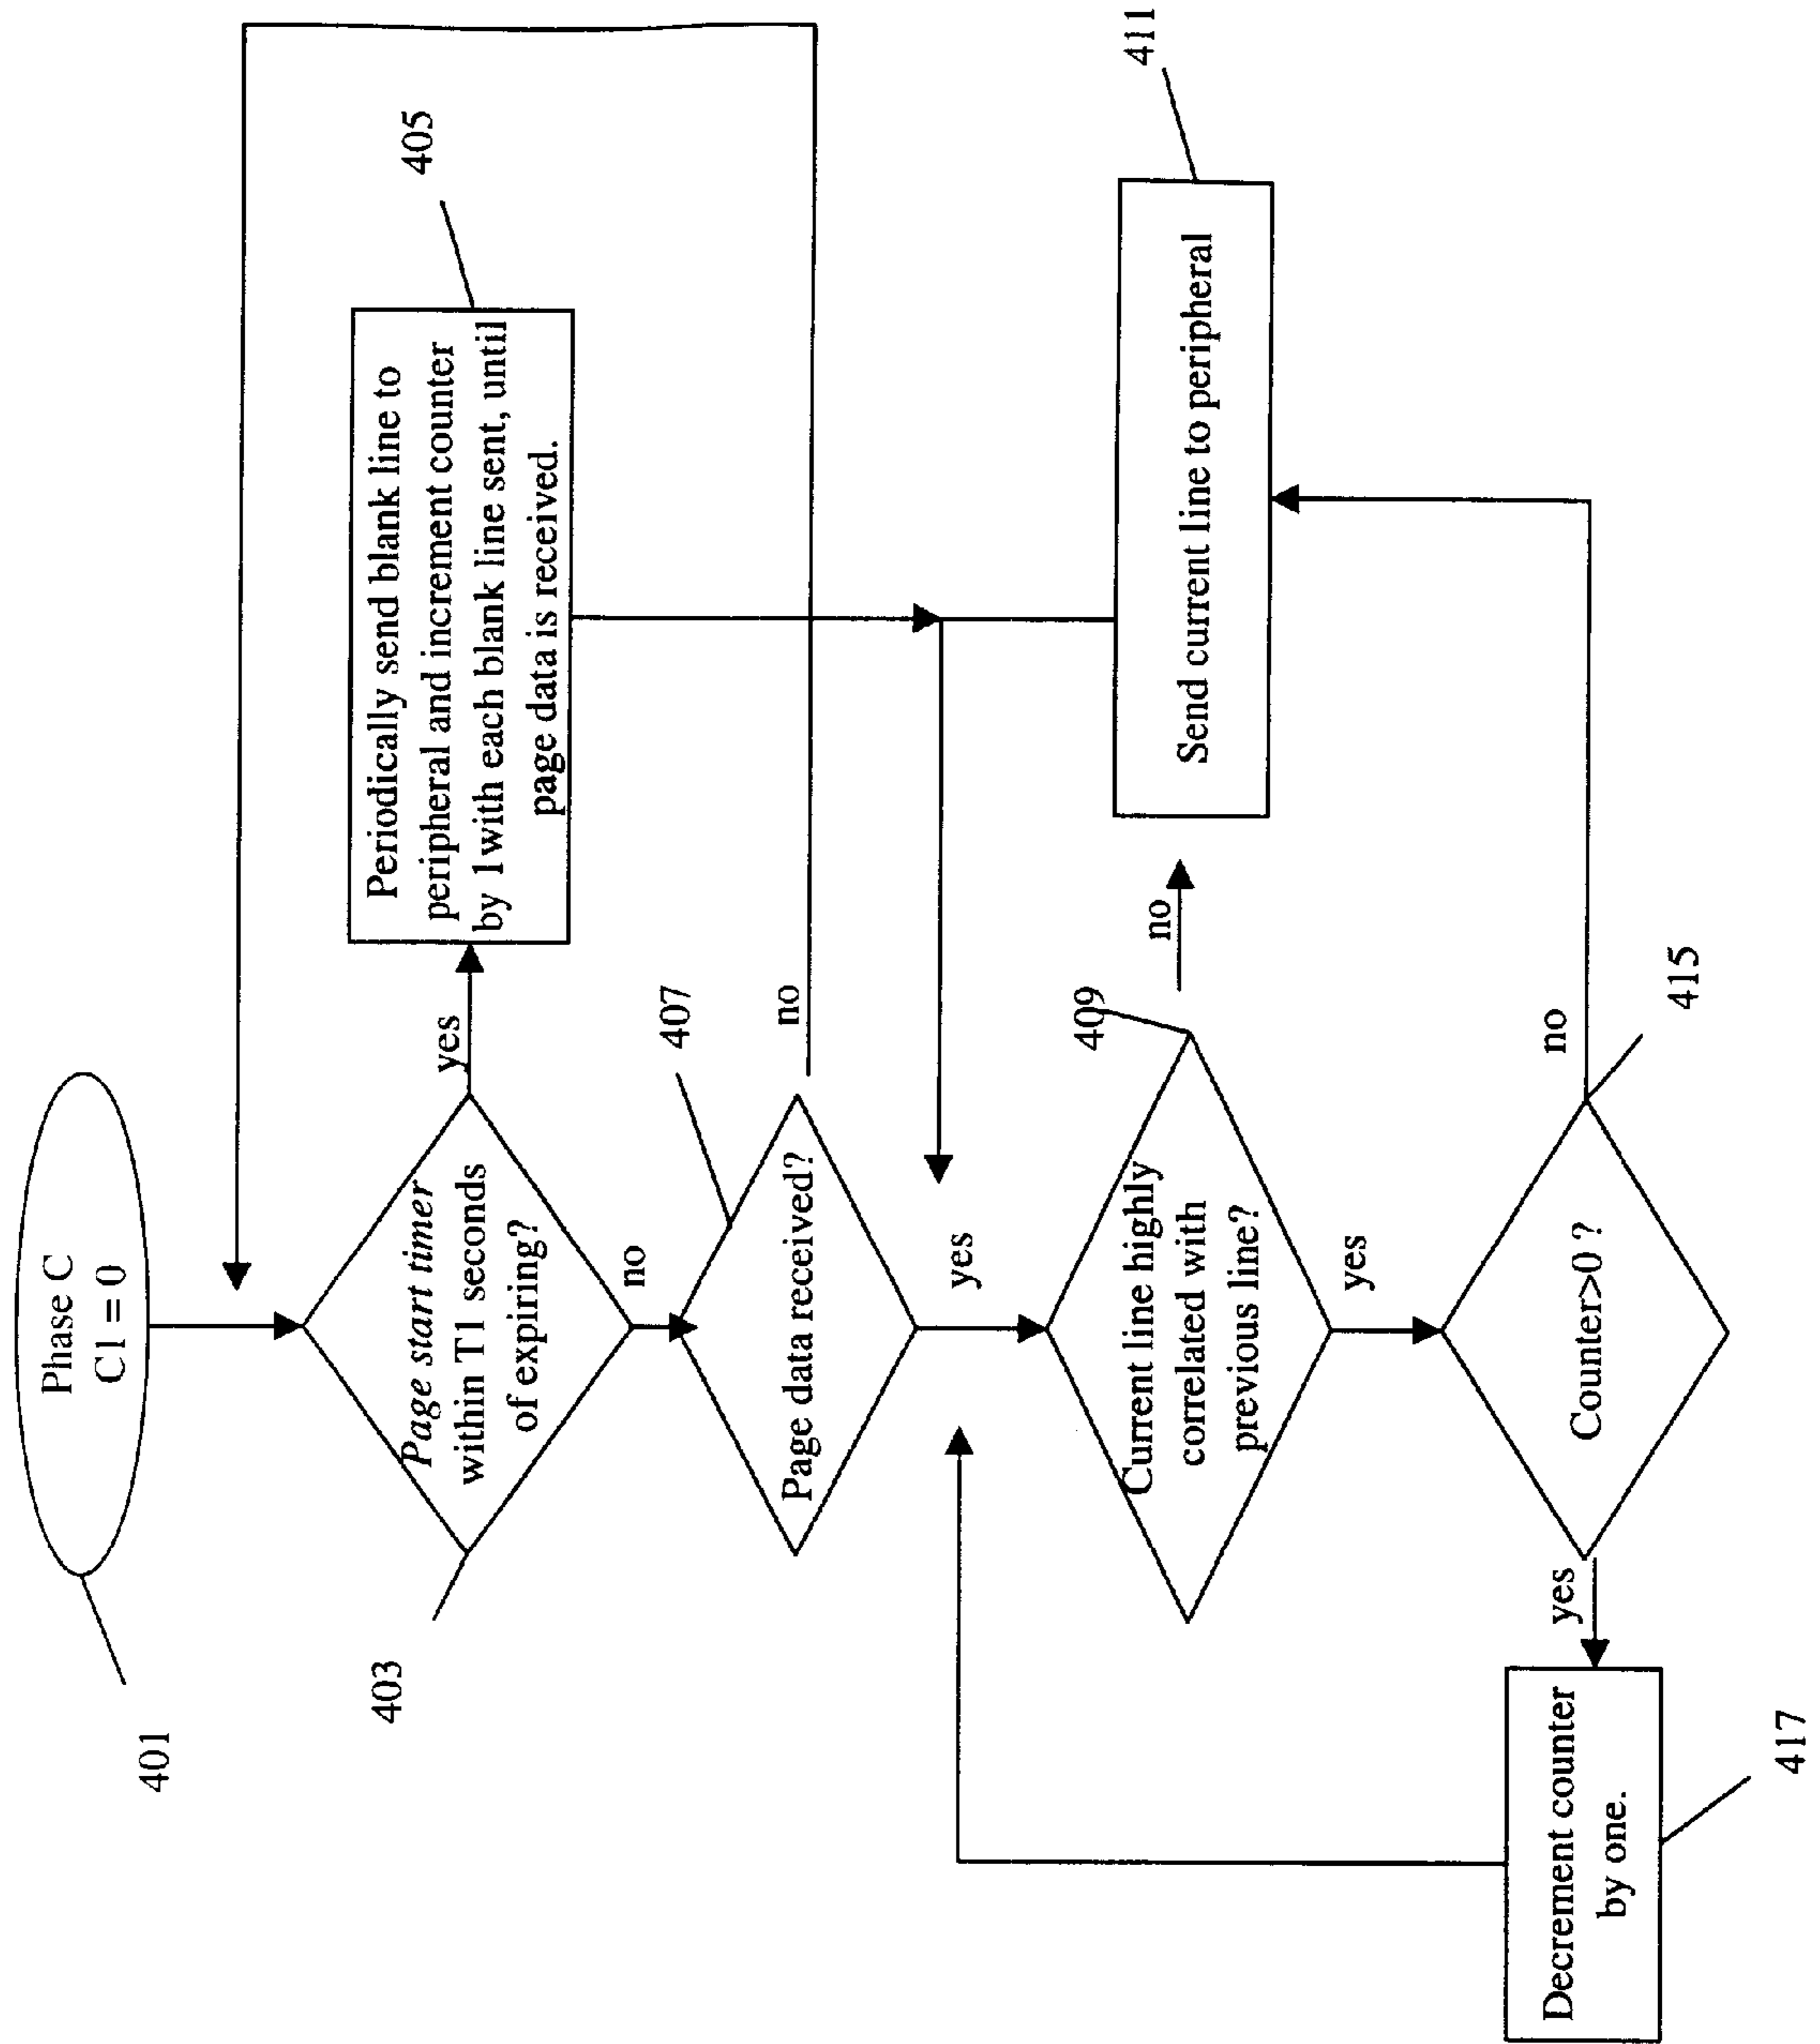 401
Phase C
C1 = 0
403
Page start timer
within T1 seconds
of expiring?
yes
405
Periodically send blank line to
peripheral and increment counter
by 1with each blank line sent, until
page data is received.
no
407
Page data received?
no
yes
409
Current line highly
correlated with
previous line?
no
411
Send current line to peripheral
yes
415
Counter>0 ?
no
yes
417
Decrement counter
by one.